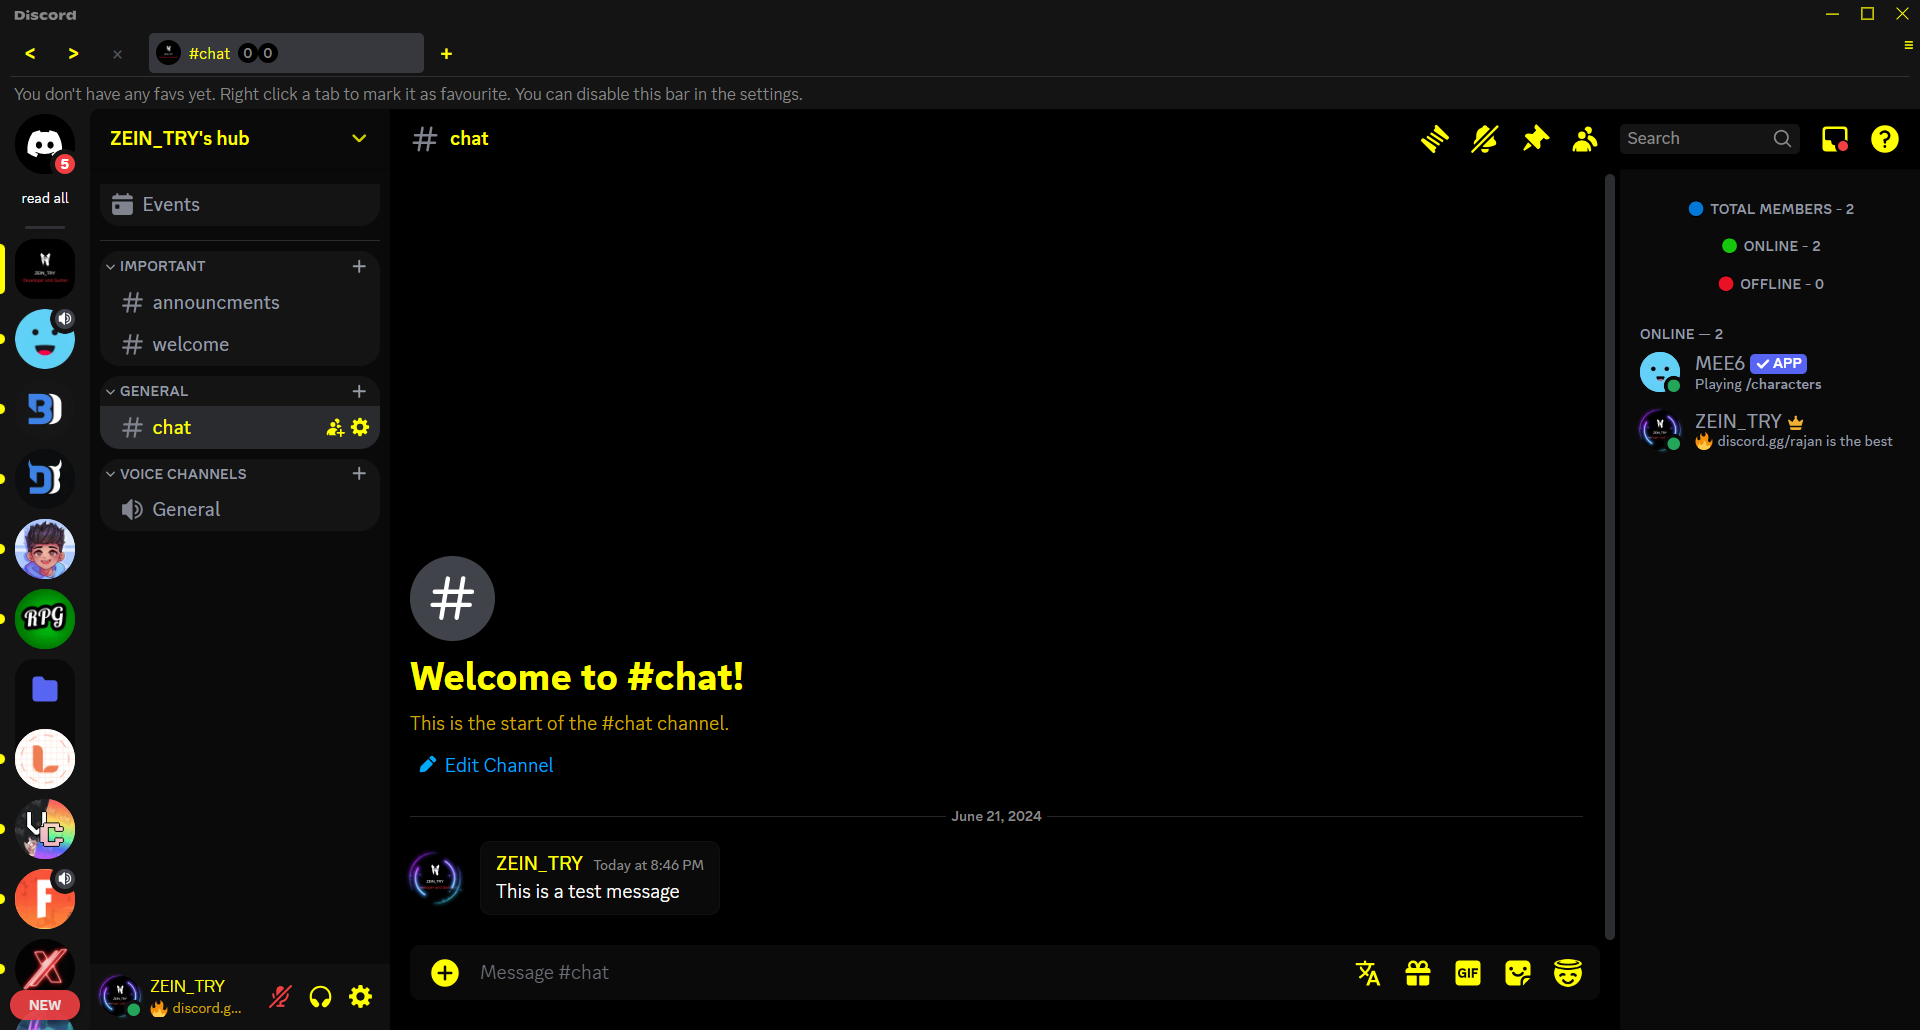 Discord
#chat 0 0
You don't have any favs yet. Right click a tab to mark it as favourite. You can disable this bar in the settings.
5
read all
ZEIN_TRY
RPG
NEW
ZEIN_TRY's hub
Events
IMPORTANT
announcments
welcome
GENERAL
chat
VOICE CHANNELS
General
ZEIN_TRY
discord.g...
chat
Search
Welcome to #chat!
This is the start of the #chat channel.
Edit Channel
June 21, 2024
ZEIN_TRY Today at 8:46 PM
This is a test message
Message #chat
GIF
TOTAL MEMBERS - 2
ONLINE - 2
OFFLINE - 0
ONLINE — 2
MEE6 APP
Playing /characters
ZEIN_TRY
discord.gg/rajan is the best